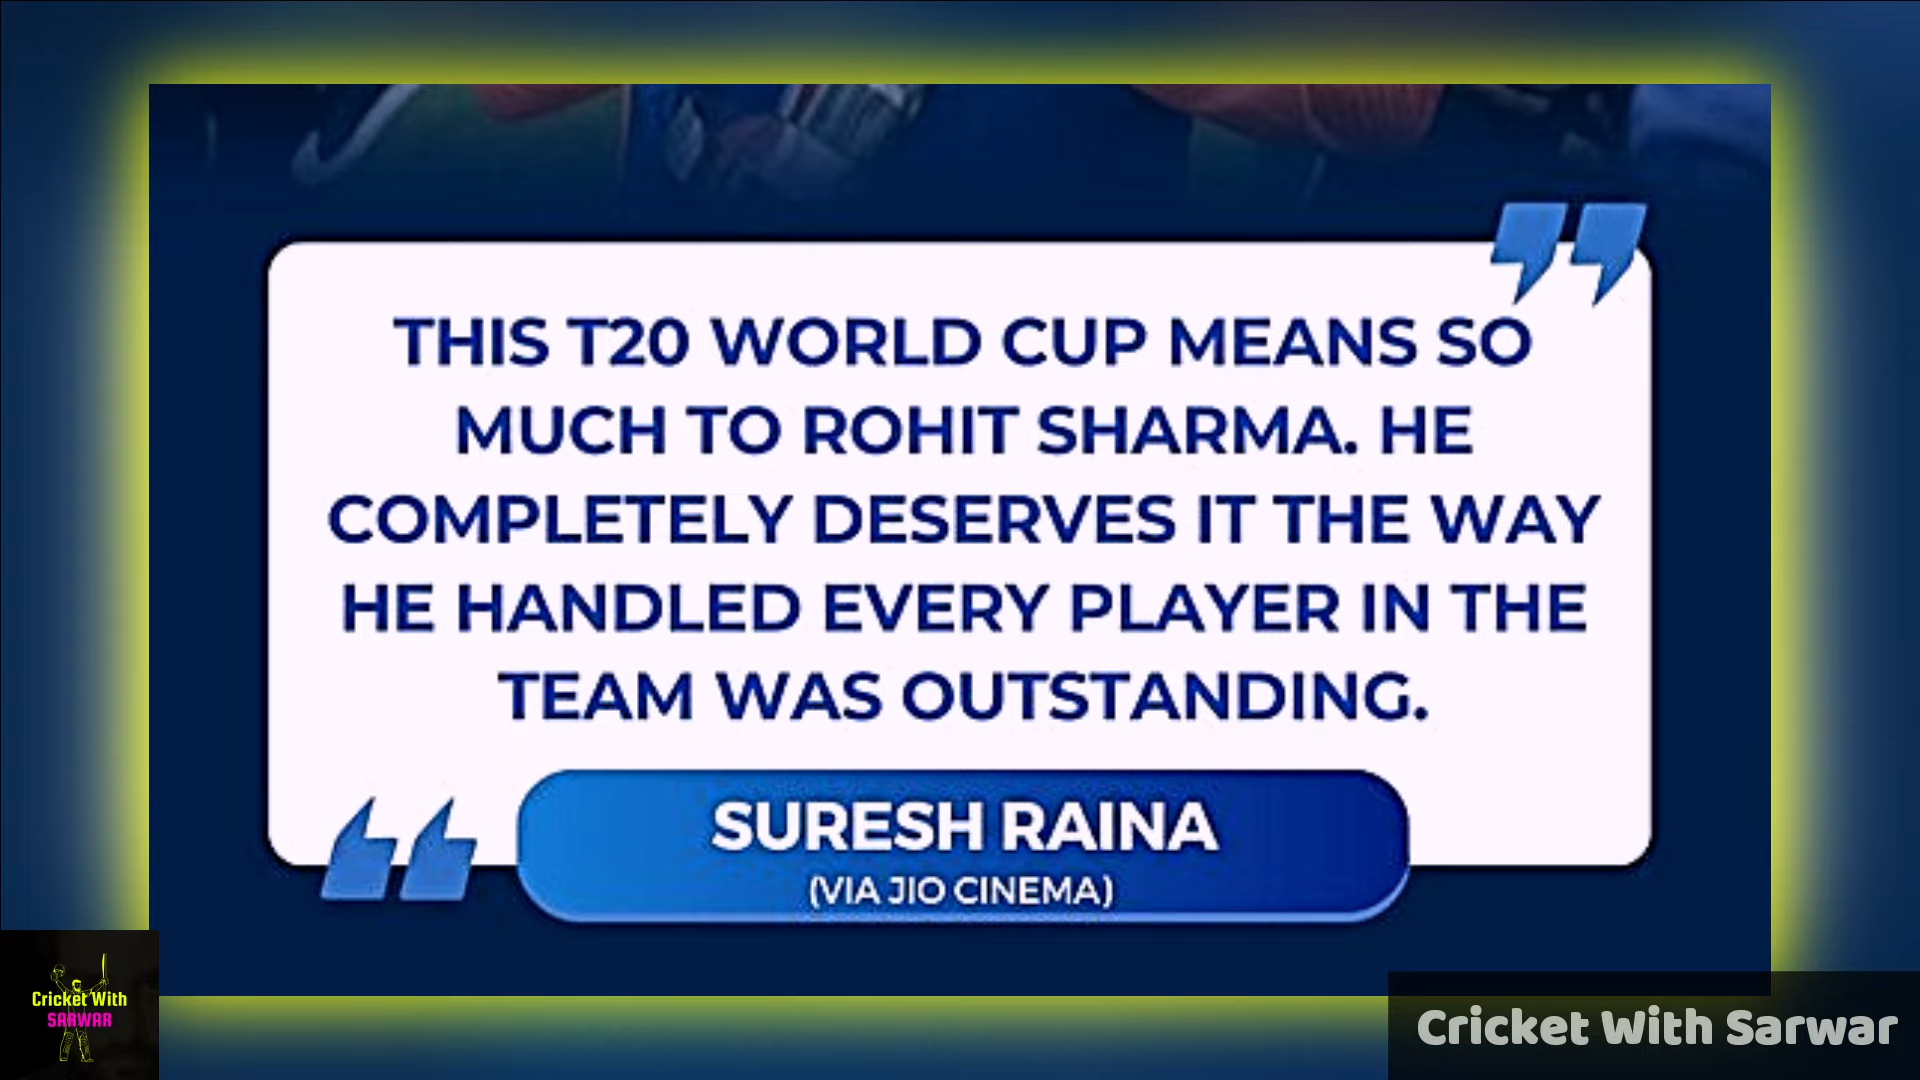 THIS T20 WORLD CUP MEANS SO
MUCH TO ROHIT SHARMA. HE
COMPLETELY DESERVES IT THE WAY
HE HANDLED EVERY PLAYER IN THE
TEAM WAS OUTSTANDING.
SURESH RAINA
(VIA JIO CINEMA)
Cricket With
SARWAR
Cricket With Sarwar